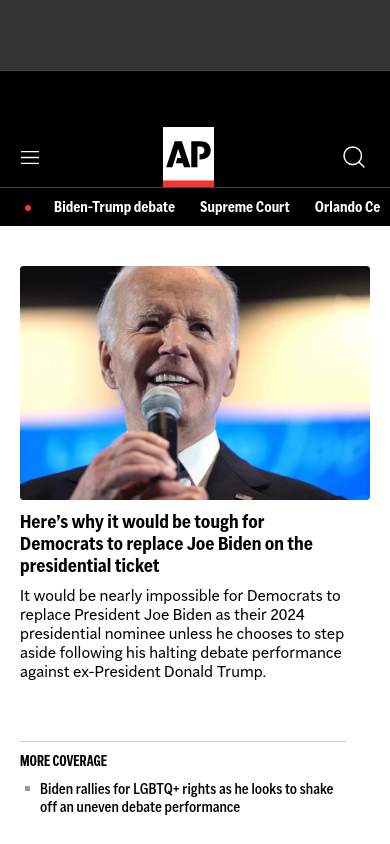 AP
Biden-Trump debate Supreme Court Orlando Ce
Here's why it would be tough for
Democrats to replace Joe Biden on the
presidential ticket
It would be nearly impossible for Democrats to
replace President Joe Biden as their 2024
presidential nominee unless he chooses to step
aside following his halting debate performance
against ex-President Donald Trump.
MORE COVERAGE
Biden rallies for LGBTQ+ rights as he looks to shake
off an uneven debate performance